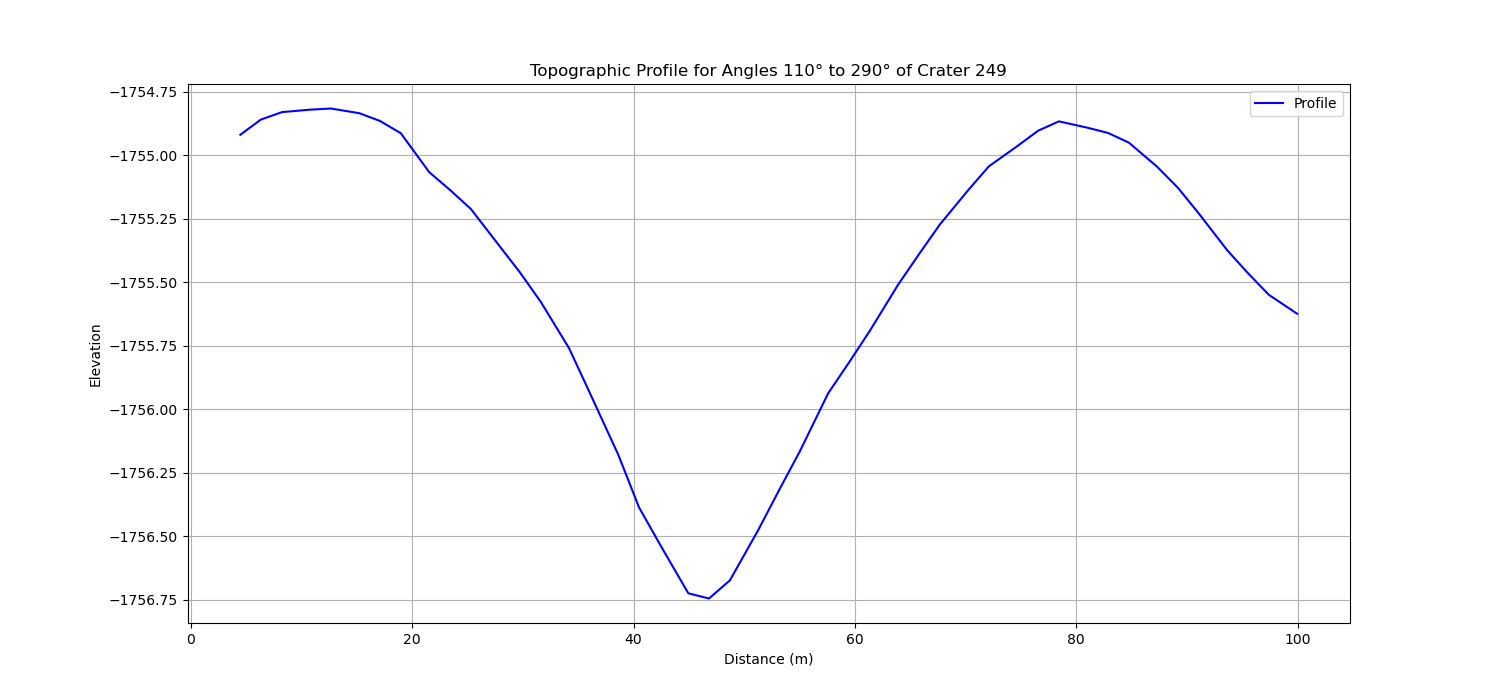 Topographic Profile for Angles 110° to 290° of Crater 249
Profile
−1754.75
−1755.00
−1755.25
−1755.50
−1755.75
−1756.00
−1756.25
−1756.50
−1756.75
Elevation
0 20 40 60 80 100
Distance (m)